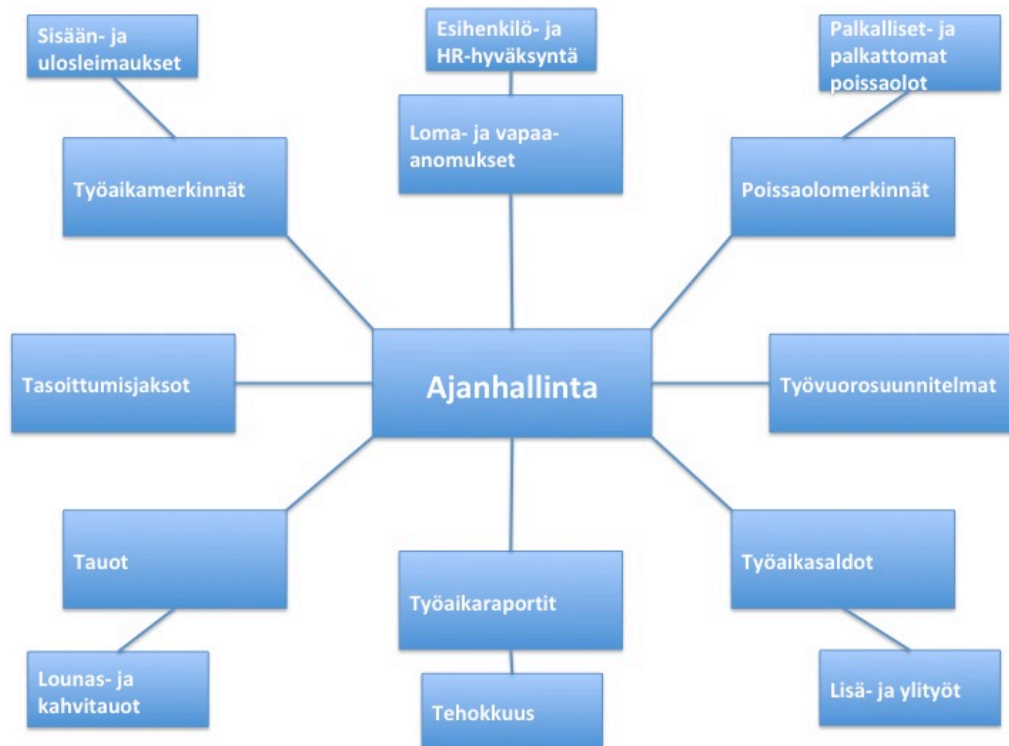 Sisään- ja
ulosleimaukset
Esihenkilö- ja
HR-hyväksyntä
Palkalliset- ja
palkattomat
poissaolot
Työaikamerkinnät
Loma- ja vapaa-
anomukset
Poissaolomerkinnät
Tasoittumisjaksot
Ajanhallinta
Työvuorosuunnitelmat
Tauot
Työaikaraportit
Työaikasaldot
Lounas- ja
kahvitauot
Tehokkuus
Lisä- ja ylityöt